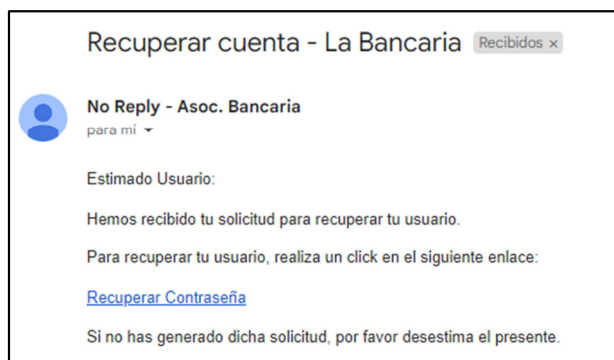 Recuperar cuenta - La Bancaria Recibidos ×
No Reply - Asoc. Bancaria
para mí
Estimado Usuario:
Hemos recibido tu solicitud para recuperar tu usuario.
Para recuperar tu usuario, realiza un click en el siguiente enlace:
Recuperar Contraseña
Si no has generado dicha solicitud, por favor desestima el presente.